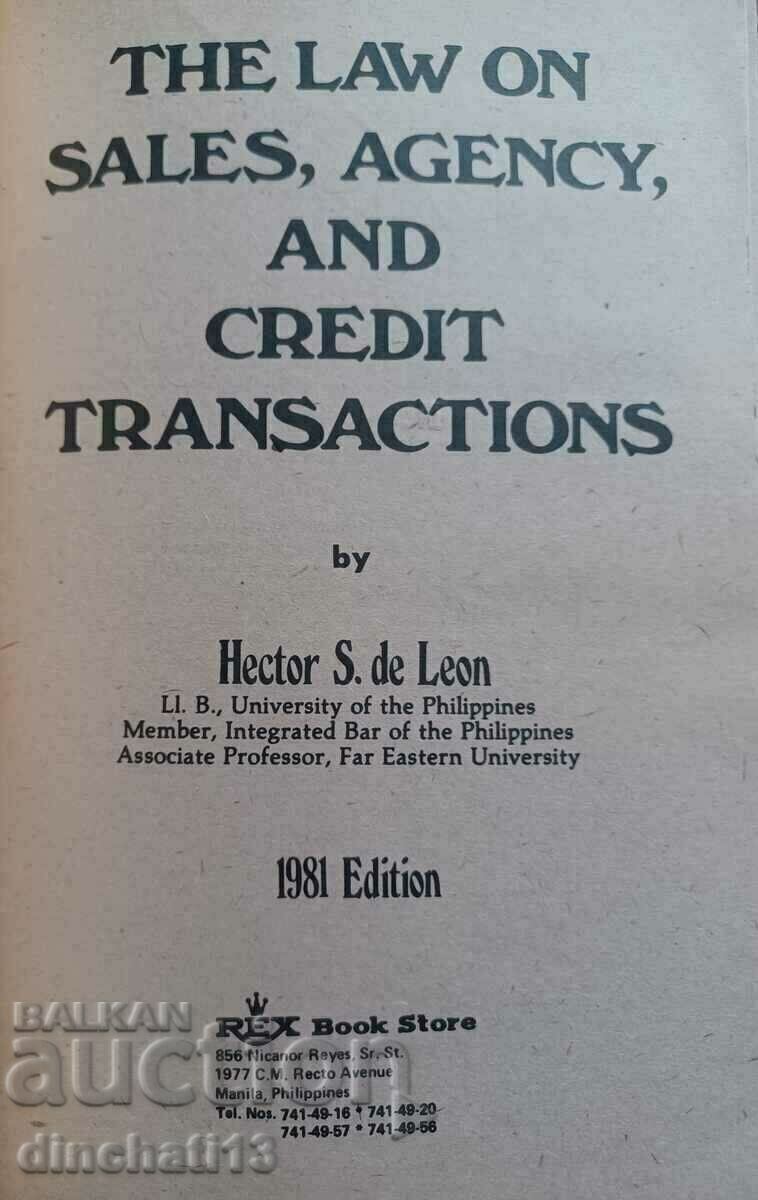 THE LAW ON
SALES, AGENCY,
AND
CREDIT
TRANSACTIONS
by
Hector S. de Leon
Ll. B., University of the Philippines
Member, Integrated Bar of the Philippines
Associate Professor, Far Eastern University
1981 Edition
REX Book Store
856 Nicanor Reyes, Sr. St.
1977 C.M. Recto Avenue
Manila, Philippines
Tel. Nos. 741-49-16 * 741-49-20
741-49-57 * 741-49-56
BALKAN
auction
dinchati13